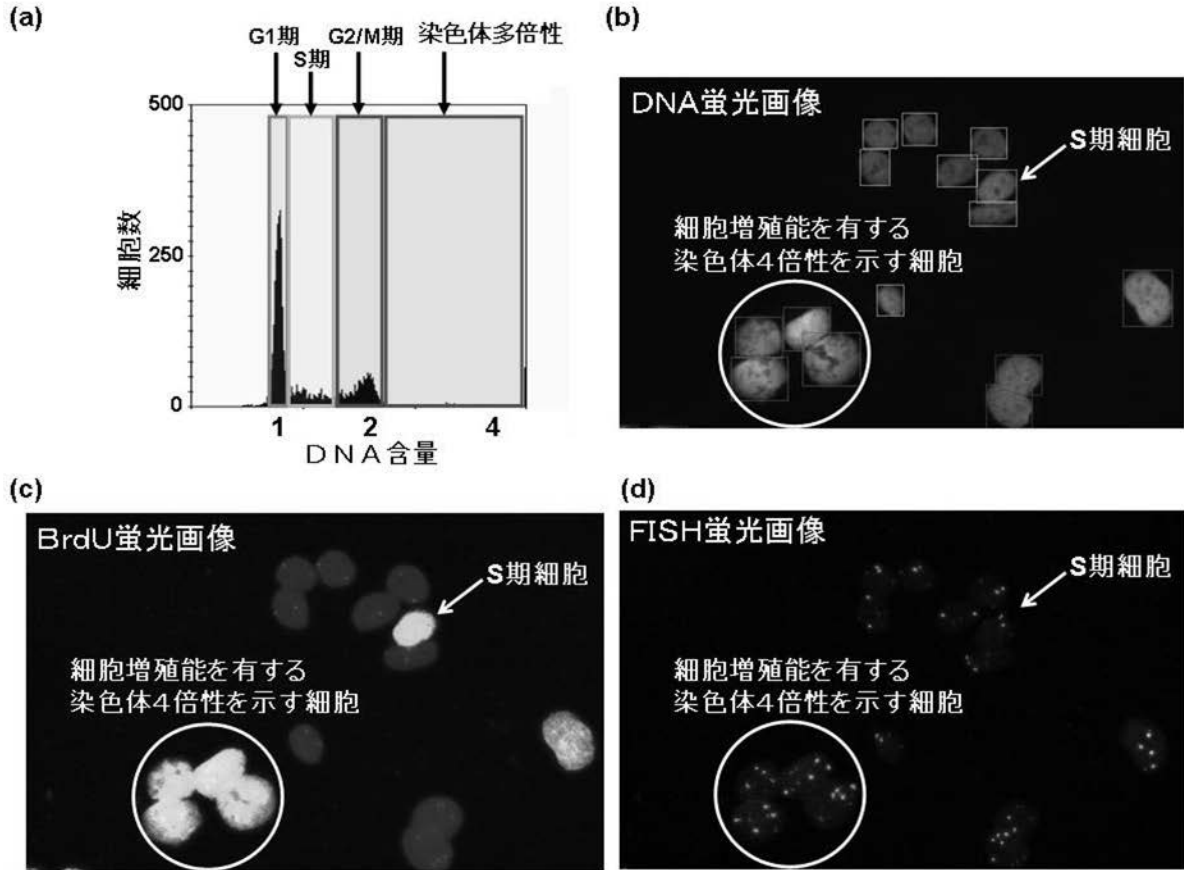 (a)
G1期
S期
G2/M期
染色体多倍性
500
250
0
細胞数
1
2
4
DNA含量
(b)
DNA蛍光画像
S期細胞
細胞増殖能を有する
染色体4倍性を示す細胞
(c)
BrdU蛍光画像
S期細胞
細胞増殖能を有する
染色体4倍性を示す細胞
(d)
FISH蛍光画像
S期細胞
細胞増殖能を有する
染色体4倍性を示す細胞